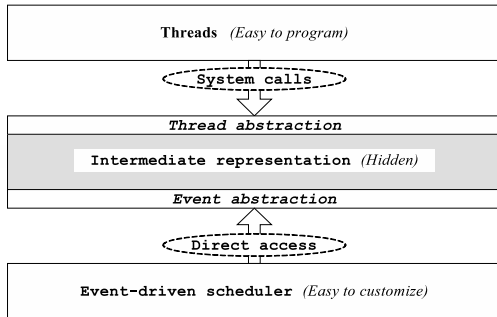 Threads (Easy to program)
System calls
Thread abstraction
Intermediate representation (Hidden)
Event abstraction
Direct access
Event-driven scheduler (Easy to customize)